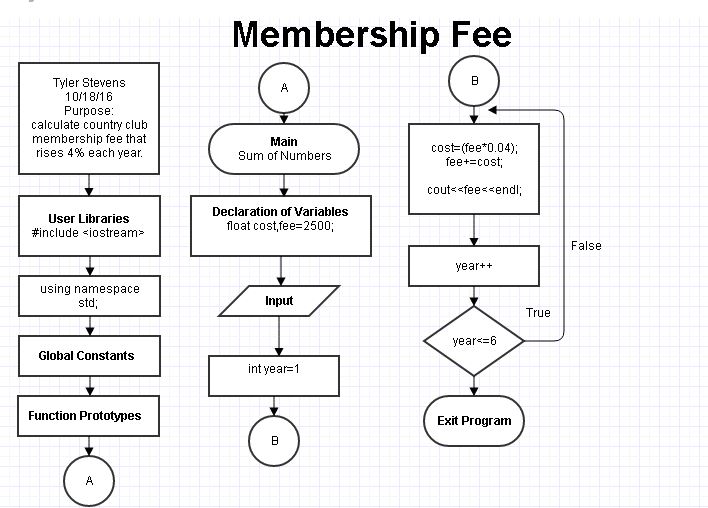 Membership Fee
Tyler Stevens
10/18/16
Purpose:
calculate country club
membership fee that
rises 4% each year.
User Libraries
#include <iostream>
using namespace
std;
Global Constants
Function Prototypes
A
A
Main
Sum of Numbers
Declaration of Variables
float cost,fee=2500;
Input
int year=1
B
B
cost=(fee*0.04);
fee+=cost;
cout<<fee<<endl;
year++
False
True
year<=6
Exit Program